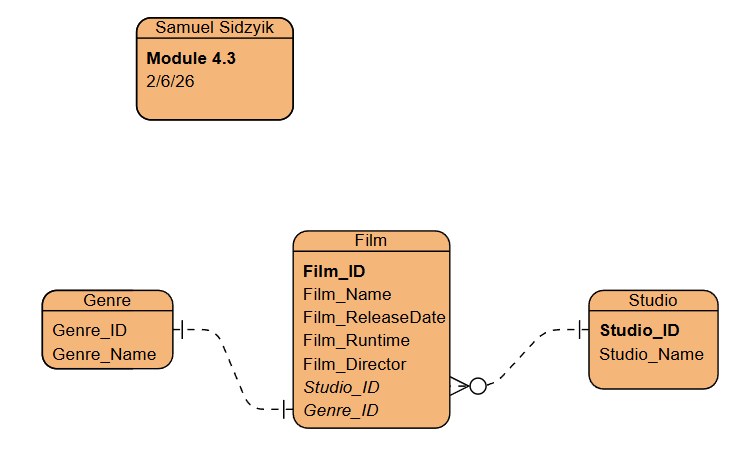 Samuel Sidzyik
Module 4.3
2/6/26
Film
Film_ID
Film_Name
Film_ReleaseDate
Film_Runtime
Film_Director
Studio_ID
Genre_ID
Genre
Genre_ID
Genre_Name
Studio
Studio_ID
Studio_Name